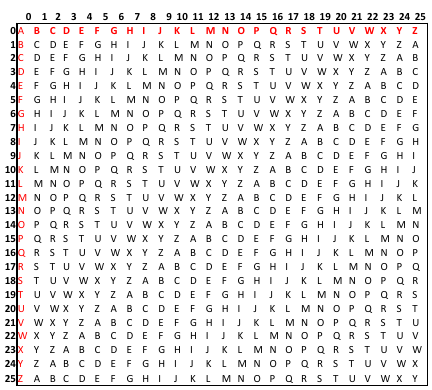 0 1 2 3 4 5 6 7 8 9 10 11 12 13 14 15 16 17 18 19 20 21 22 23 24 25
0 A B C D E F G H I J K L M N O P Q R S T U V W X Y Z
1 B C D E F G H I J K L M N O P Q R S T U V W X Y Z A
2 C D E F G H I J K L M N O P Q R S T U V W X Y Z A B
3 D E F G H I J K L M N O P Q R S T U V W X Y Z A B C
4 E F G H I J K L M N O P Q R S T U V W X Y Z A B C D
5 F G H I J K L M N O P Q R S T U V W X Y Z A B C D E
6 G H I J K L M N O P Q R S T U V W X Y Z A B C D E F
7 H I J K L M N O P Q R S T U V W X Y Z A B C D E F G
8 I J K L M N O P Q R S T U V W X Y Z A B C D E F G H
9 J K L M N O P Q R S T U V W X Y Z A B C D E F G H I
10 K L M N O P Q R S T U V W X Y Z A B C D E F G H I J
11 L M N O P Q R S T U V W X Y Z A B C D E F G H I J K
12 M N O P Q R S T U V W X Y Z A B C D E F G H I J K L
13 N O P Q R S T U V W X Y Z A B C D E F G H I J K L M
14 O P Q R S T U V W X Y Z A B C D E F G H I J K L M N
15 P Q R S T U V W X Y Z A B C D E F G H I J K L M N O
16 Q R S T U V W X Y Z A B C D E F G H I J K L M N O P
17 R S T U V W X Y Z A B C D E F G H I J K L M N O P Q
18 S T U V W X Y Z A B C D E F G H I J K L M N O P Q R
19 T U V W X Y Z A B C D E F G H I J K L M N O P Q R S
20 U V W X Y Z A B C D E F G H I J K L M N O P Q R S T
21 V W X Y Z A B C D E F G H I J K L M N O P Q R S T U
22 W X Y Z A B C D E F G H I J K L M N O P Q R S T U V
23 X Y Z A B C D E F G H I J K L M N O P Q R S T U V W
24 Y Z A B C D E F G H I J K L M N O P Q R S T U V W X
25 Z A B C D E F G H I J K L M N O P Q R S T U V W X Y